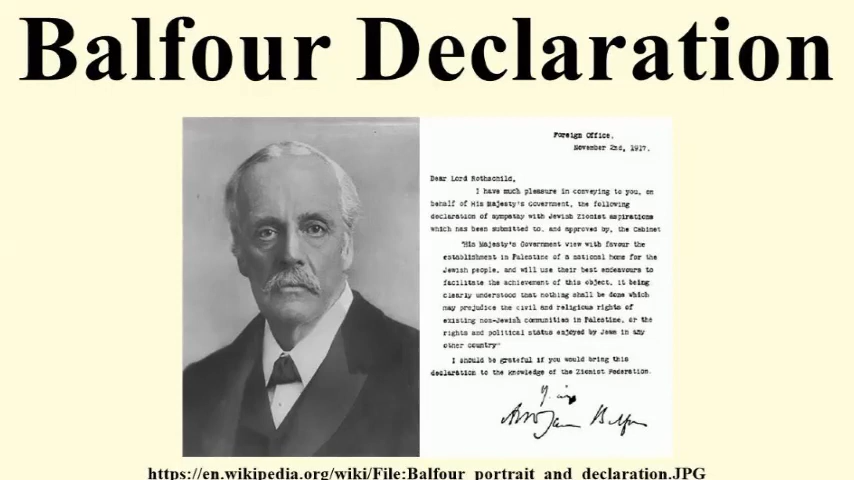 Balfour Declaration
Foreign Office,
November 2nd, 1917.
Dear Lord Rothschild,
I have much pleasure in conveying to you, on
behalf of His Majesty's Government, the following
declaration of sympathy with Jewish Zionist aspirations
which has been submitted to, and approved by, the Cabinet
"His Majesty's Government view with favour the
establishment in Palestine of a national home for the
Jewish people, and will use their best endeavours to
facilitate the achievement of this object, it being
clearly understood that nothing shall be done which
may prejudice the civil and religious rights of
existing non-Jewish communities in Palestine, or the
rights and political status enjoyed by Jews in any
other country"
I should be grateful if you would bring this
declaration to the knowledge of the Zionist Federation.
https://en.wikipedia.org/wiki/File:Balfour_portrait_and_declaration.JPG